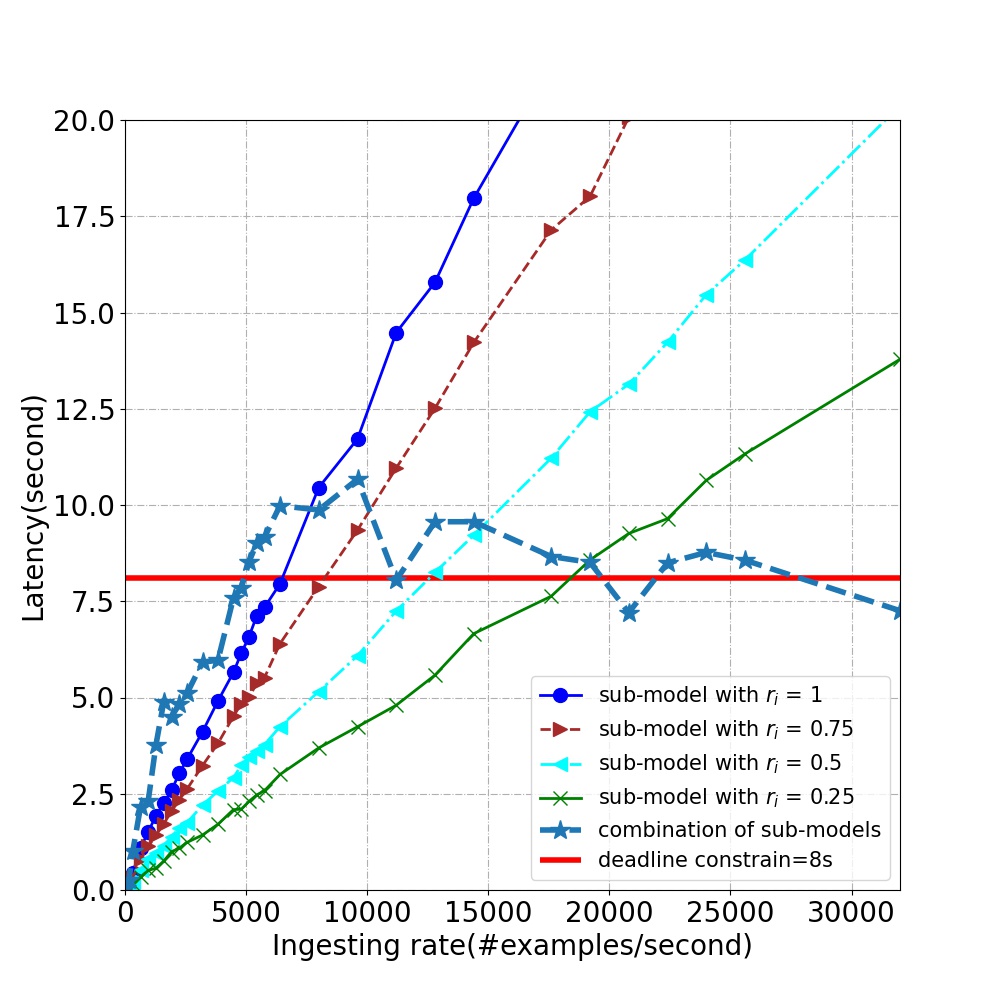 20.0
17.5
15.0
12.5
10.0
7.5
5.0
2.5
0.0
Latency(second)
0 5000 10000 15000 20000 25000 30000
Ingesting rate(#examples/second)
sub-model with r_i = 1
sub-model with r_i = 0.75
sub-model with r_i = 0.5
sub-model with r_i = 0.25
combination of sub-models
deadline constrain=8s